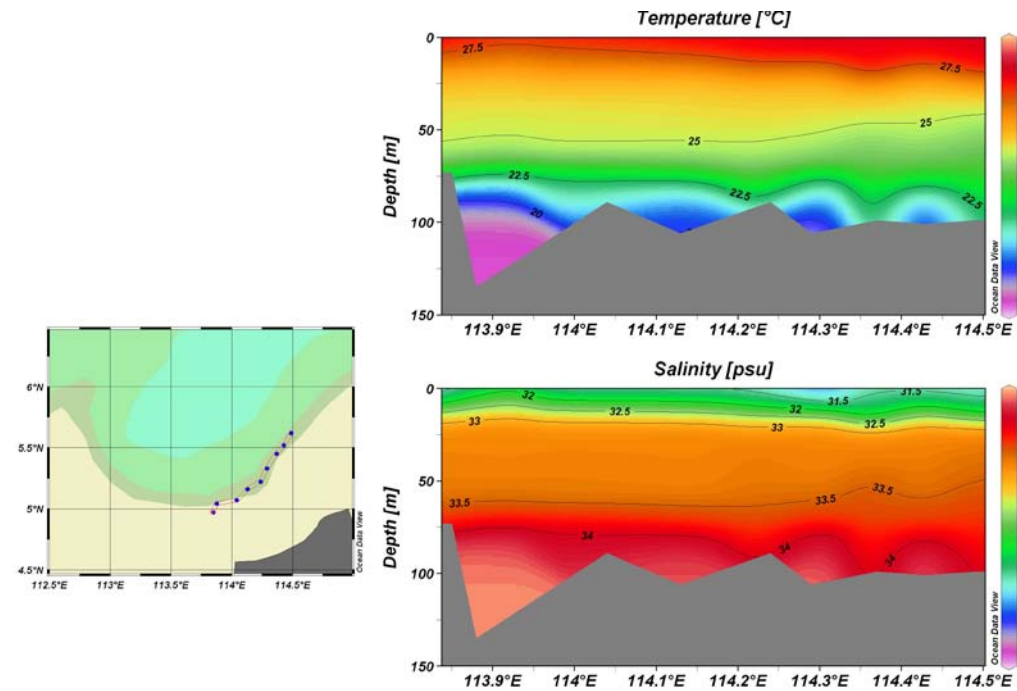 Temperature [°C]
0
50
100
150
Depth [m]
27.5
27.5
25
25
22.5
22.5
22.5
20
Ocean Data View
113.9°E 114°E 114.1°E 114.2°E 114.3°E 114.4°E 114.5°E
Salinity [psu]
0
50
100
150
Depth [m]
32
31.5
31.5
32
32.5
32.5
33
33
33.5
33.5
33.5
34
34
34
Ocean Data View
113.9°E 114°E 114.1°E 114.2°E 114.3°E 114.4°E 114.5°E
6°N
5.5°N
5°N
4.5°N
112.5°E 113°E 113.5°E 114°E 114.5°E
Ocean Data View